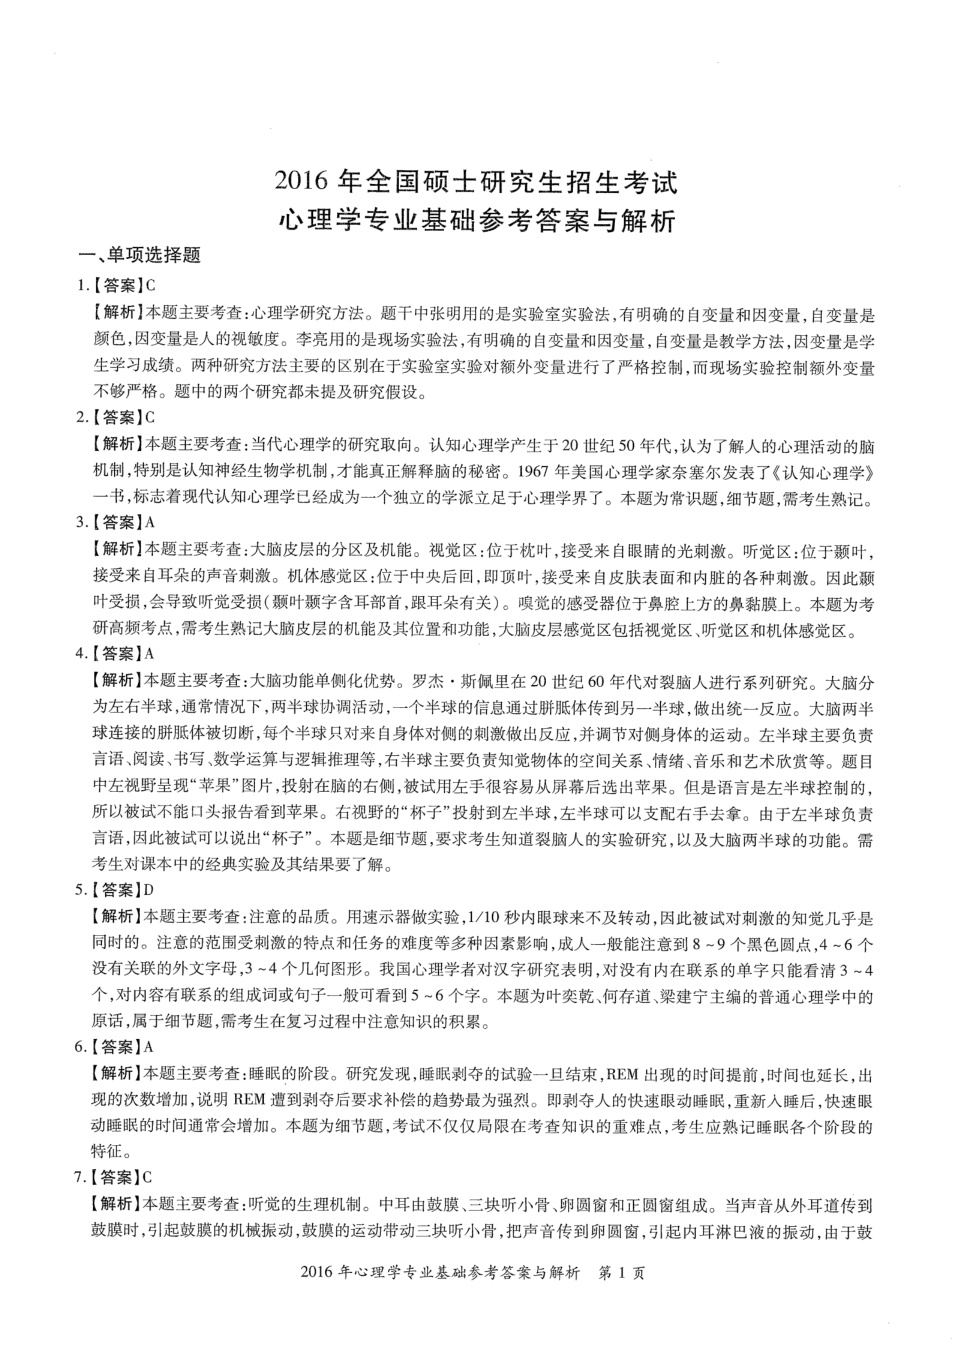 2016 年全国硕士研究生招生考试
心理学专业基础参考答案与解析
一、单项选择题
1.【答案】C
【解析】本题主要考查:心理学研究方法。题干中张明用的是实验室实验法,有明确的自变量和因变量,自变量是
颜色,因变量是人的视敏度。李亮用的是现场实验法,有明确的自变量和因变量,自变量是教学方法,因变量是学
生学习成绩。两种研究方法主要的区别在于实验室实验对额外变量进行了严格控制,而现场实验控制额外变量
不够严格。题中的两个研究都未提及研究假设。
2.【答案】C
【解析】本题主要考查:当代心理学的研究取向。认知心理学产生于 20 世纪 50 年代,认为了解人的心理活动的脑
机制,特别是认知神经生物学机制,才能真正解释脑的秘密。1967 年美国心理学家奈塞尔发表了《认知心理学》
一书,标志着现代认知心理学已经成为一个独立的学派立足于心理学界了。本题为常识题,细节题,需考生熟记。
3.【答案】A
【解析】本题主要考查:大脑皮层的分区及机能。视觉区:位于枕叶,接受来自眼睛的光刺激。听觉区:位于颞叶,
接受来自耳朵的声音刺激。机体感觉区:位于中央后回,即顶叶,接受来自皮肤表面和内脏的各种刺激。因此颞
叶受损,会导致听觉受损(颞叶颞字含耳部首,跟耳朵有关)。嗅觉的感受器位于鼻腔上方的鼻黏膜上。本题为考
研高频考点,需考生熟记大脑皮层的机能及其位置和功能,大脑皮层感觉区包括视觉区、听觉区和机体感觉区。
4.【答案】A
【解析】本题主要考查:大脑功能单侧化优势。罗杰·斯佩里在 20 世纪 60 年代对裂脑人进行系列研究。大脑分
为左右半球,通常情况下,两半球协调活动,一个半球的信息通过胼胝体传到另一半球,做出统一反应。大脑两半
球连接的胼胝体被切断,每个半球只对来自身体对侧的刺激做出反应,并调节对侧身体的运动。左半球主要负责
言语、阅读、书写、数学运算与逻辑推理等,右半球主要负责知觉物体的空间关系、情绪、音乐和艺术欣赏等。题目
中左视野呈现“苹果”图片,投射在脑的右侧,被试用左手很容易从屏幕后选出苹果。但是语言是左半球控制的,
所以被试不能口头报告看到苹果。右视野的“杯子”投射到左半球,左半球可以支配右手去拿。由于左半球负责
言语,因此被试可以说出“杯子”。本题是细节题,要求考生知道裂脑人的实验研究,以及大脑两半球的功能。需
考生对课本中的经典实验及其结果要了解。
5.【答案】D
【解析】本题主要考查:注意的品质。用速示器做实验,1/10 秒内眼球来不及转动,因此被试对刺激的知觉几乎是
同时的。注意的范围受刺激的特点和任务的难度等多种因素影响,成人一般能注意到 8 ~ 9 个黑色圆点,4 ~ 6 个
没有关联的外文字母,3 ~ 4 个几何图形。我国心理学者对汉字研究表明,对没有内在联系的单字只能看清 3 ~ 4
个,对内容有联系的组成词或句子一般可看到 5 ~ 6 个字。本题为叶奕乾、何存道、梁建宁主编的普通心理学中的
原话,属于细节题,需考生在复习过程中注意知识的积累。
6.【答案】A
【解析】本题主要考查:睡眠的阶段。研究发现,睡眠剥夺的试验一旦结束,REM 出现的时间提前,时间也延长,出
现的次数增加,说明 REM 遭到剥夺后要求补偿的趋势最为强烈。即剥夺人的快速眼动睡眠,重新入睡后,快速眼
动睡眠的时间通常会增加。本题为细节题,考试不仅仅局限在考查知识的重难点,考生应熟记睡眠各个阶段的
特征。
7.【答案】C
【解析】本题主要考查:听觉的生理机制。中耳由鼓膜、三块听小骨、卵圆窗和正圆窗组成。当声音从外耳道传到
鼓膜时,引起鼓膜的机械振动,鼓膜的运动带动三块听小骨,把声音传到卵圆窗,引起内耳淋巴液的振动,由于鼓
2016 年心理学专业基础参考答案与解析 第 1 页